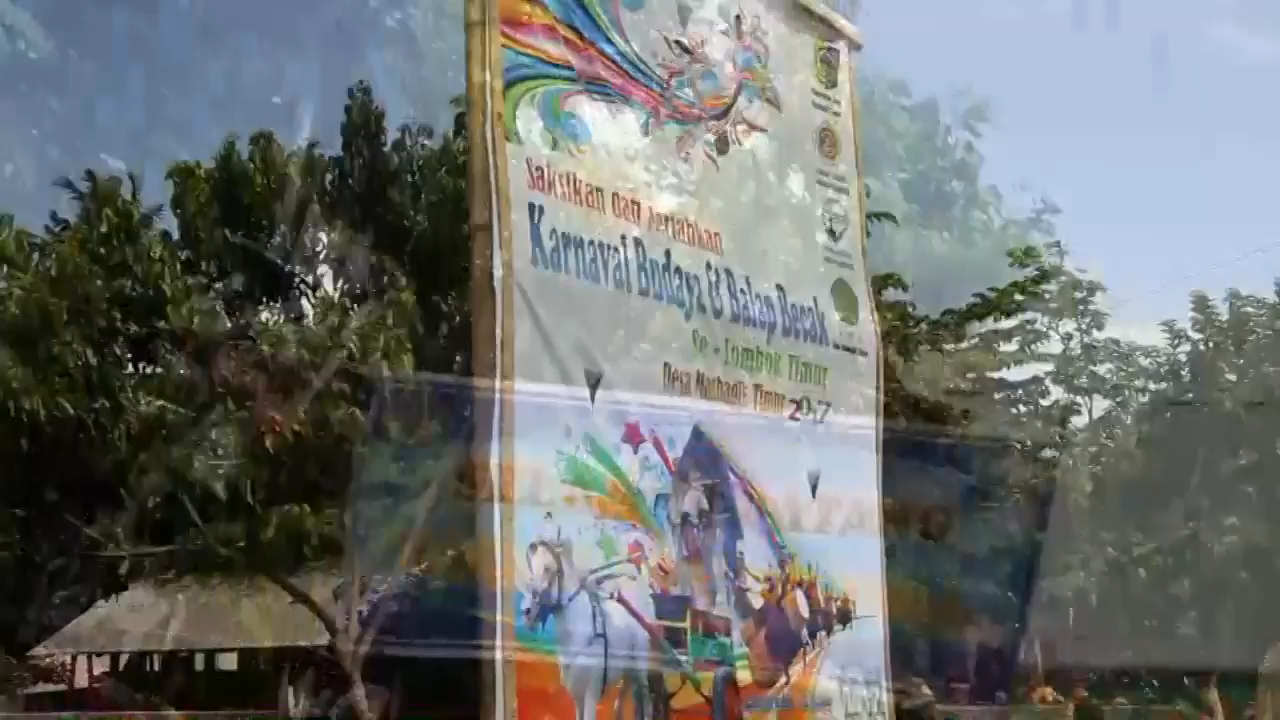 Saksikan dan Meriahkan
Karnaval Budaya & Balap Becak
Se - Lombok Timur
Desa Masbagik Timur 2017